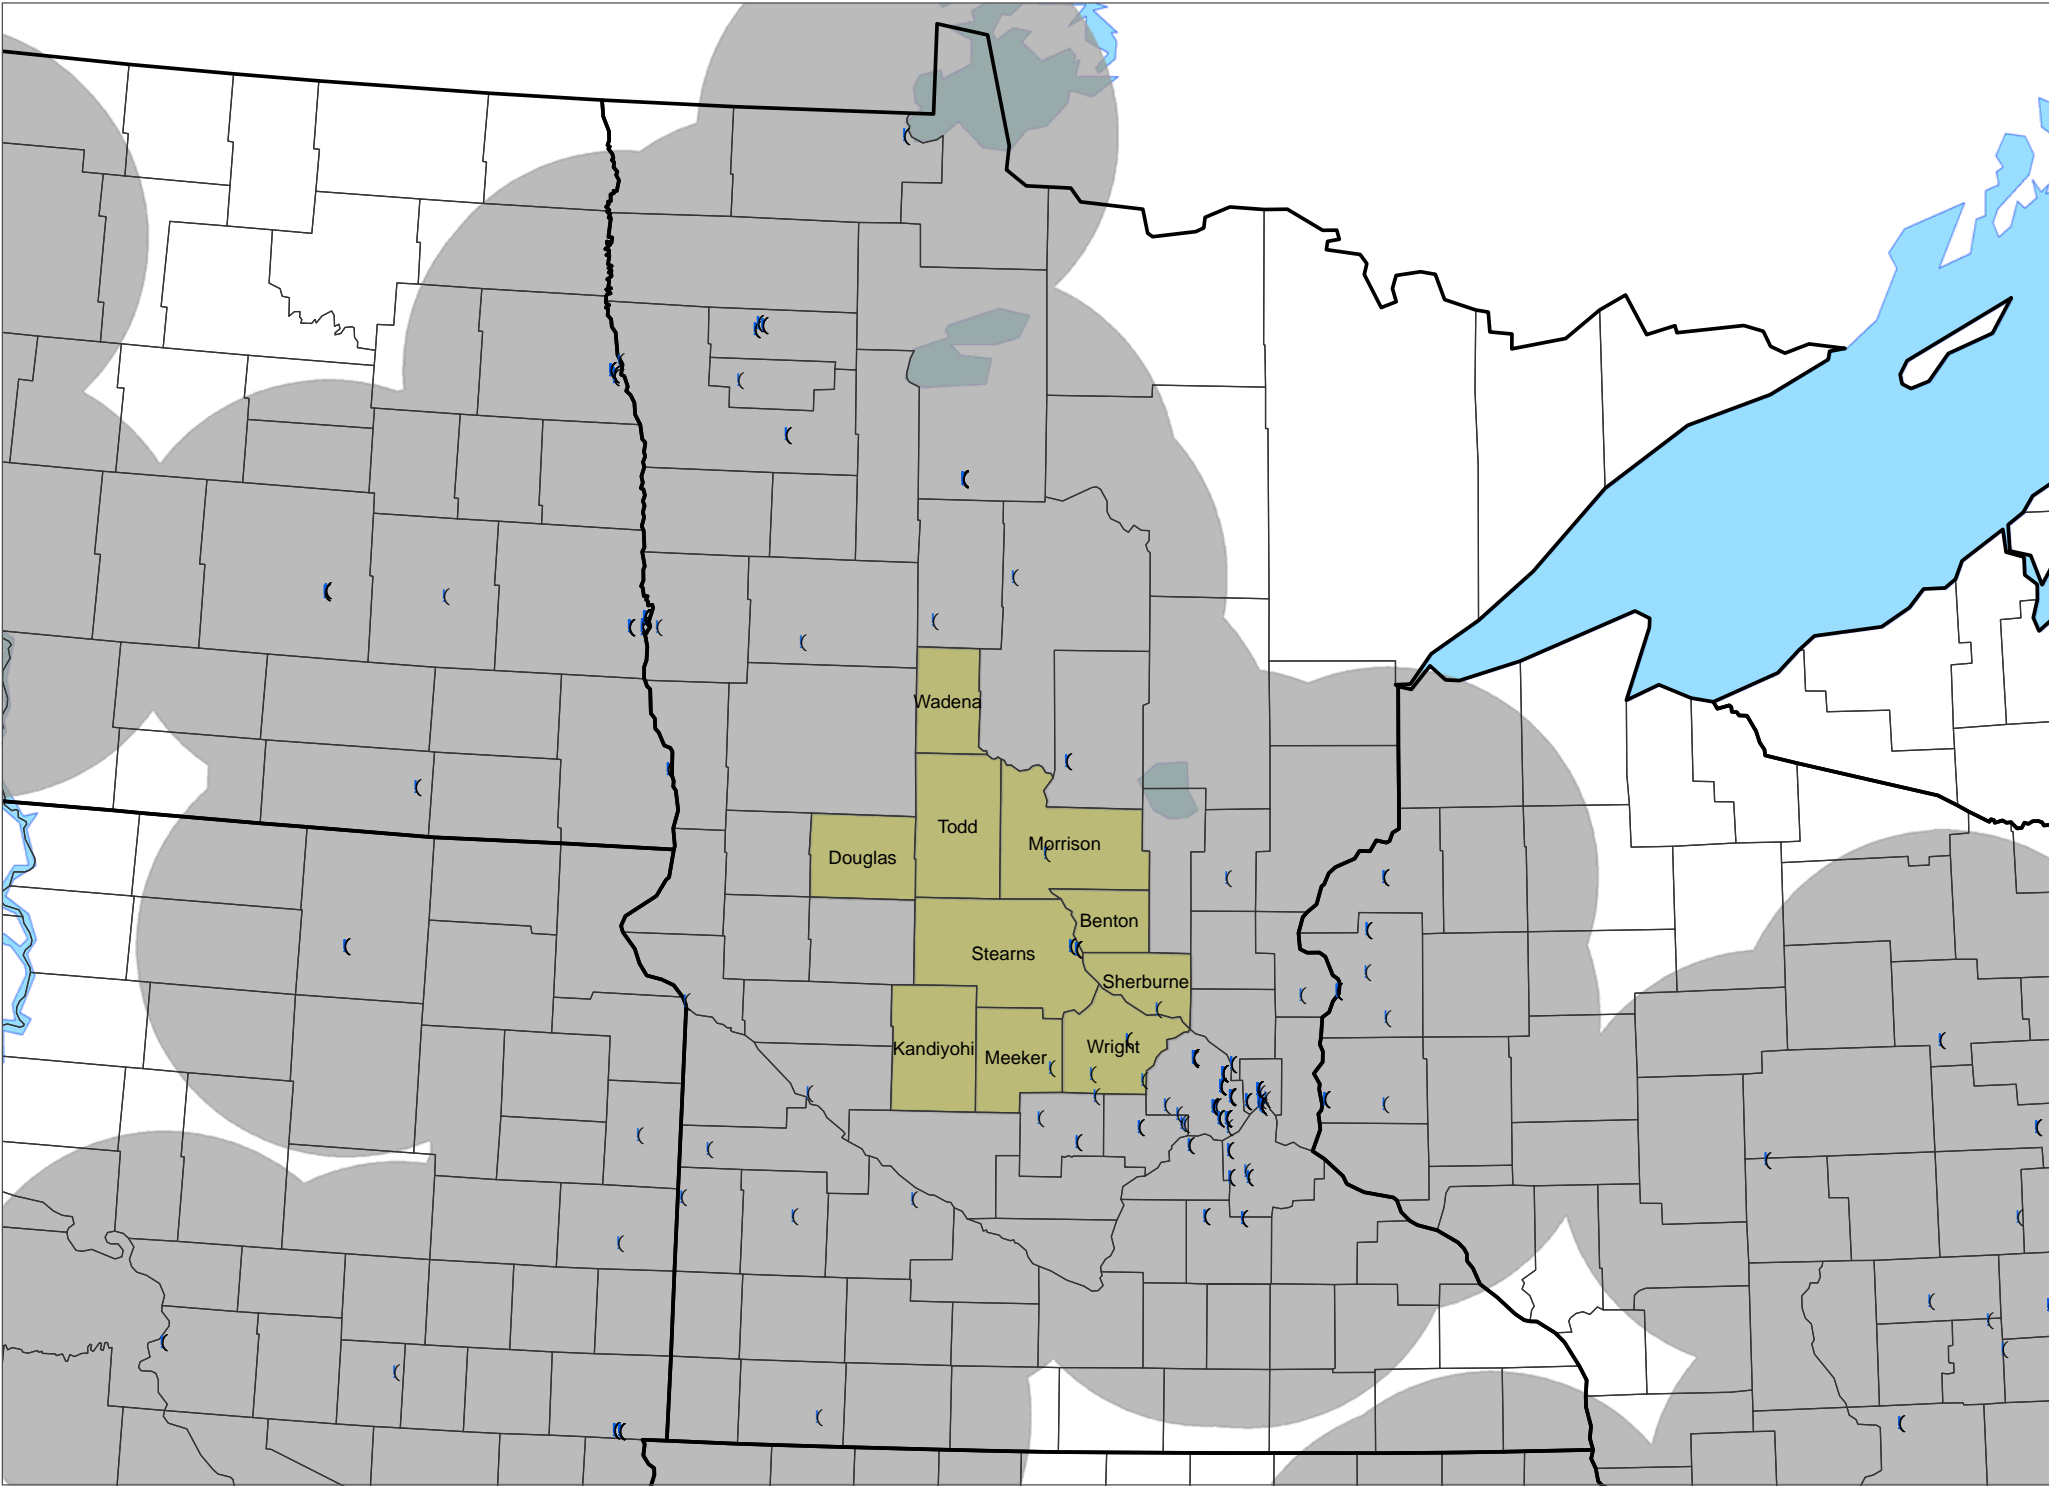 Wadena
Todd
Morrison
Douglas
Benton
Stearns
Sherburne
Kandiyohi
Meeker
Wright